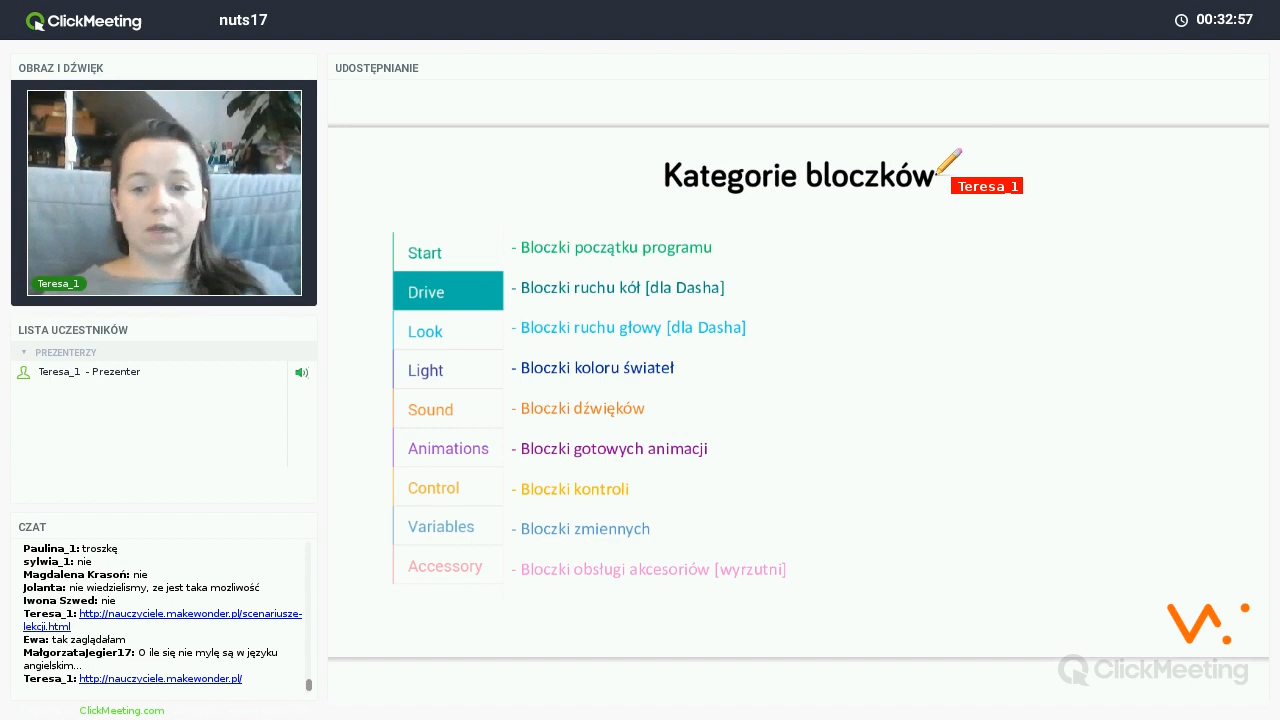 ClickMeeting
nuts17
00:32:57
OBRAZ I DŹWIĘK
Teresa_1
LISTA UCZESTNIKÓW
PREZENTERZY
Teresa_1 - Prezenter
CZAT
Paulina_1: troszkę
sylwia_1: nie
Magdalena Krasoń: nie
Jolanta: nie wiedzielismy, ze jest taka mozliwość
Iwona Szwed: nie
Teresa_1: http://nauczyciele.makewonder.pl/scenariusze-
lekcji.html
Ewa: tak zaglądałam
MałgorzataJegier17: O ile się nie mylę są w języku
angielskim...
Teresa_1: http://nauczyciele.makewonder.pl/
ClickMeeting.com
UDOSTĘPNIANIE
Kategorie bloczków
Teresa_1
Start - Bloczki początku programu
Drive - Bloczki ruchu kół [dla Dasha]
Look - Bloczki ruchu głowy [dla Dasha]
Light - Bloczki koloru świateł
Sound - Bloczki dźwięków
Animations - Bloczki gotowych animacji
Control - Bloczki kontroli
Variables - Bloczki zmiennych
Accessory - Bloczki obsługi akcesoriów [wyrzutni]
ClickMeeting